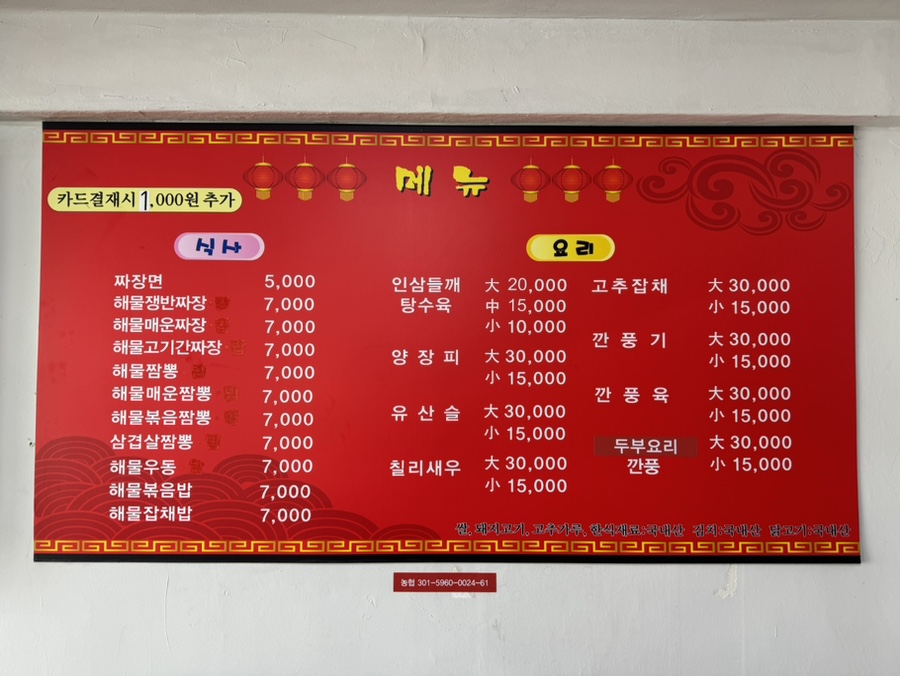 메뉴
카드결재시 1,000원 추가
식사
짜장면 5,000
해물쟁반짜장 7,000
해물매운짜장 7,000
해물고기간짜장 7,000
해물짬뽕 7,000
해물매운짬뽕 7,000
해물볶음짬뽕 7,000
삼겹살짬뽕 7,000
해물우동 7,000
해물볶음밥 7,000
해물잡채밥 7,000
요리
인삼들깨 大 20,000
탕수육 中 15,000
小 10,000
양장피 大 30,000
小 15,000
유산슬 大 30,000
小 15,000
칠리새우 大 30,000
小 15,000
고추잡채 大 30,000
小 15,000
깐풍기 大 30,000
小 15,000
깐풍육 大 30,000
小 15,000
두부요리 大 30,000
깐풍 小 15,000
쌀, 돼지고기, 고추가루, 한식재료:국내산 김치:국내산 닭고기:국내산
농협 301-5960-0024-61